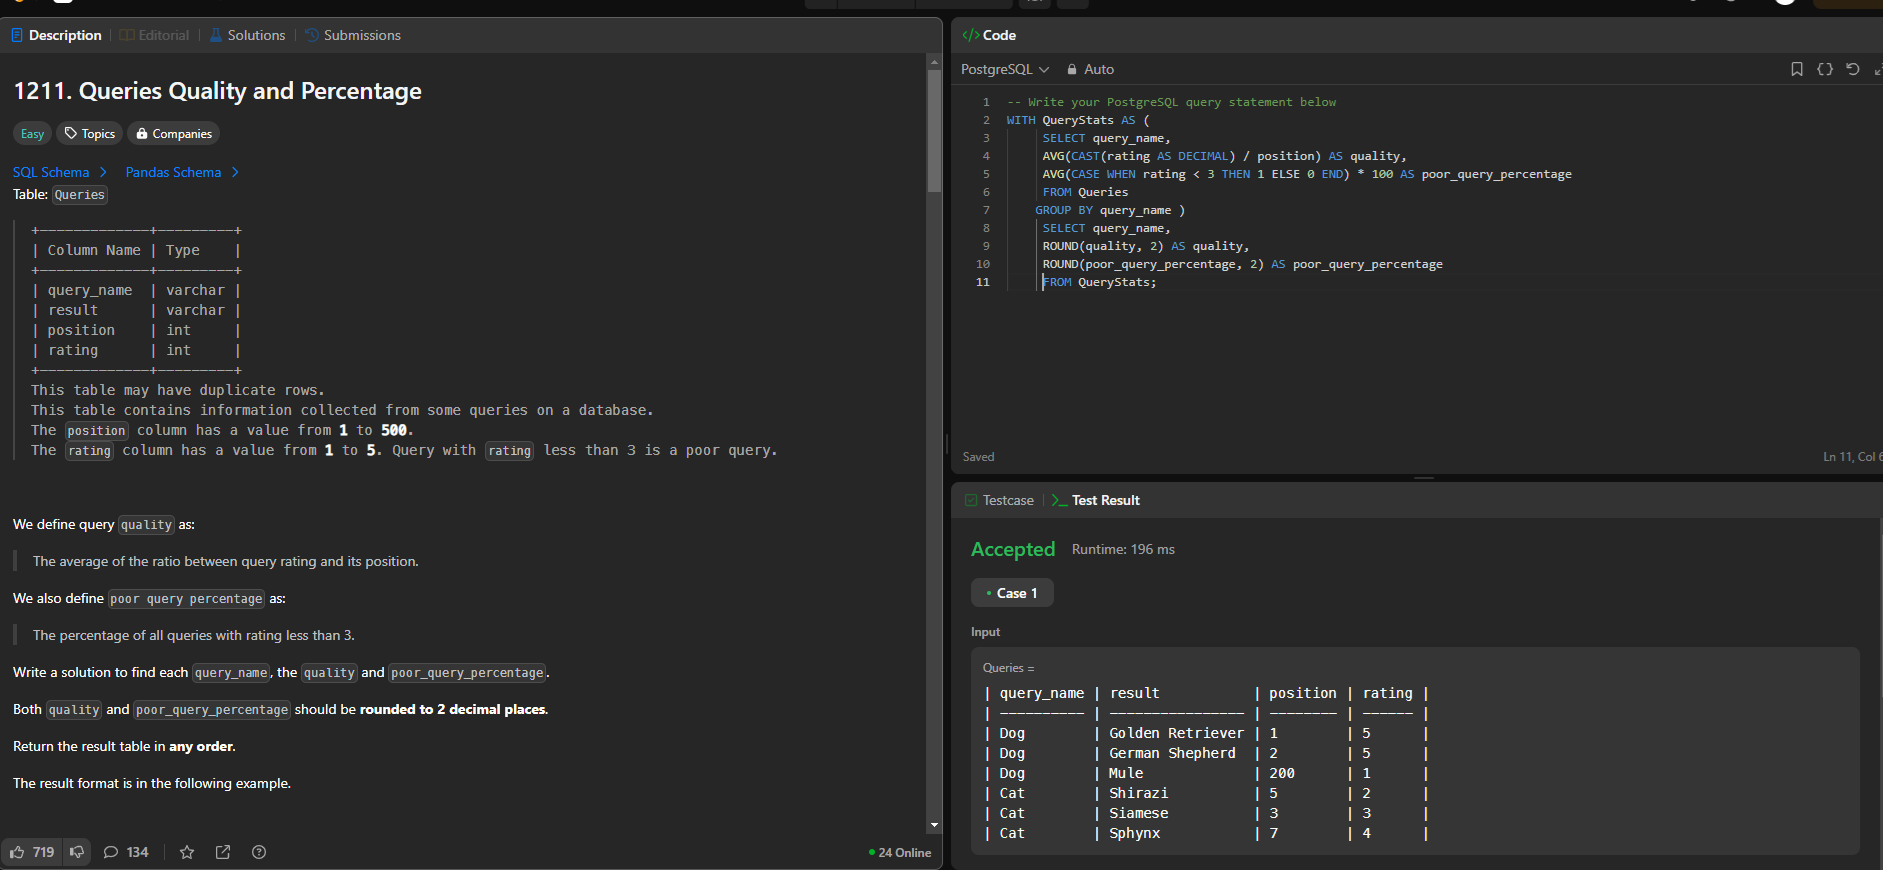 Description
Editorial
Solutions
Submissions
1211. Queries Quality and Percentage
Easy
Topics
Companies
SQL Schema >
Pandas Schema >
Table: Queries
+-------------+---------+
| Column Name | Type    |
+-------------+---------+
| query_name  | varchar |
| result      | varchar |
| position    | int     |
| rating      | int     |
+-------------+---------+
This table may have duplicate rows.
This table contains information collected from some queries on a database.
The position column has a value from 1 to 500.
The rating column has a value from 1 to 5. Query with rating less than 3 is a poor query.
We define query quality as:
The average of the ratio between query rating and its position.
We also define poor query percentage as:
The percentage of all queries with rating less than 3.
Write a solution to find each query_name, the quality and poor_query_percentage.
Both quality and poor_query_percentage should be rounded to 2 decimal places.
Return the result table in any order.
The result format is in the following example.
719
134
24 Online
</> Code
PostgreSQL
Auto
1 -- Write your PostgreSQL query statement below
2 WITH QueryStats AS (
3 SELECT query_name,
4 AVG(CAST(rating AS DECIMAL) / position) AS quality,
5 AVG(CASE WHEN rating < 3 THEN 1 ELSE 0 END) * 100 AS poor_query_percentage
6 FROM Queries
7 GROUP BY query_name )
8 SELECT query_name,
9 ROUND(quality, 2) AS quality,
10 ROUND(poor_query_percentage, 2) AS poor_query_percentage
11 FROM QueryStats;
Saved
Ln 11, Col
Testcase
>_ Test Result
Accepted
Runtime: 196 ms
Case 1
Input
Queries =
| query_name | result           | position | rating |
| ---------- | ---------------- | -------- | ------ |
| Dog        | Golden Retriever | 1        | 5      |
| Dog        | German Shepherd  | 2        | 5      |
| Dog        | Mule             | 200      | 1      |
| Cat        | Shirazi          | 5        | 2      |
| Cat        | Siamese          | 3        | 3      |
| Cat        | Sphynx           | 7        | 4      |